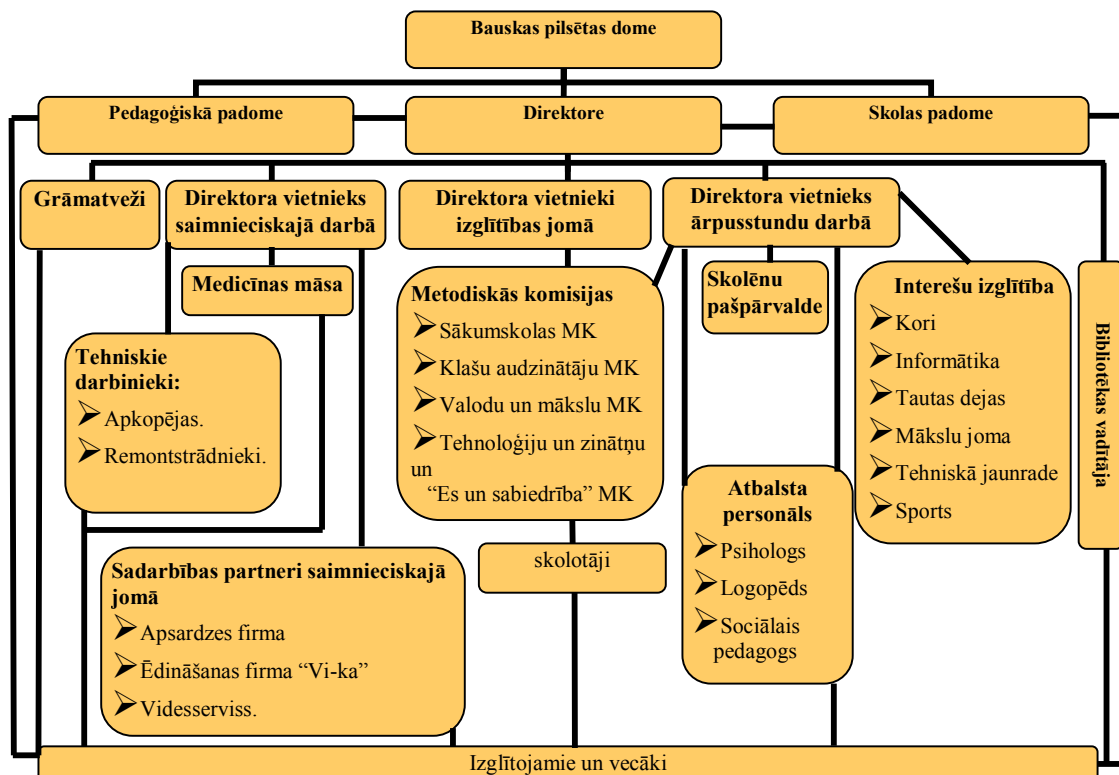 Bauskas pilsētas dome
Pedagoģiskā padome
Direktore
Skolas padome
Grāmatveži
Direktora vietnieks
saimnieciskajā darbā
Direktora vietnieki
izglītības jomā
Direktora vietnieks
ārpusstundu darbā
Medicīnas māsa
Metodiskās komisijas
Sākumskolas MK
Klašu audzinātāju MK
Valodu un mākslu MK
Tehnoloģiju un zinātņu
un
“Es un sabiedrība” MK
Skolēnu
pašpārvalde
Interešu izglītība
Kori
Informātika
Tautas dejas
Mākslu joma
Tehniskā jaunrade
Sports
Bibliotēkas vadītāja
Tehniskie
darbinieki:
Apkopējas.
Remontstrādnieki.
Atbalsta
personāls
Psihologs
Logopēds
Sociālais
pedagogs
skolotāji
Sadarbības partneri saimnieciskajā
jomā
Apsardzes firma
Ēdināšanas firma “Vi-ka”
Videsserviss.
Izglītojamie un vecāki